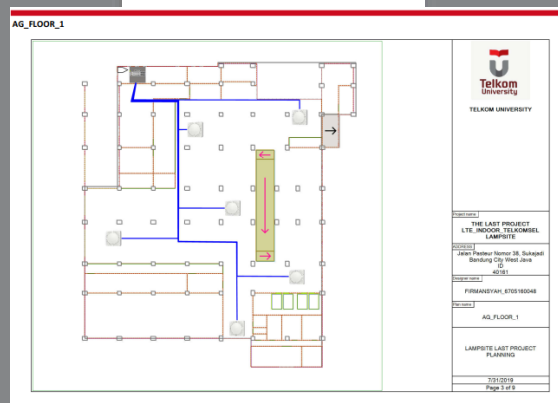 AG_FLOOR_1
Telkom
University
TELKOM UNIVERSITY
Project name
THE LAST PROJECT
LTE_INDOOR_TELKOMSEL
LAMPSITE
ADDRESS
Jalan Pasteur Nomor 38, Sukajadi
Bandung City West Java
ID
40161
Designer name
FIRMANSYAH_6705160048
Plan name
AG_FLOOR_1
LAMPSITE LAST PROJECT
PLANNING
7/31/2019
Page 3 of 9